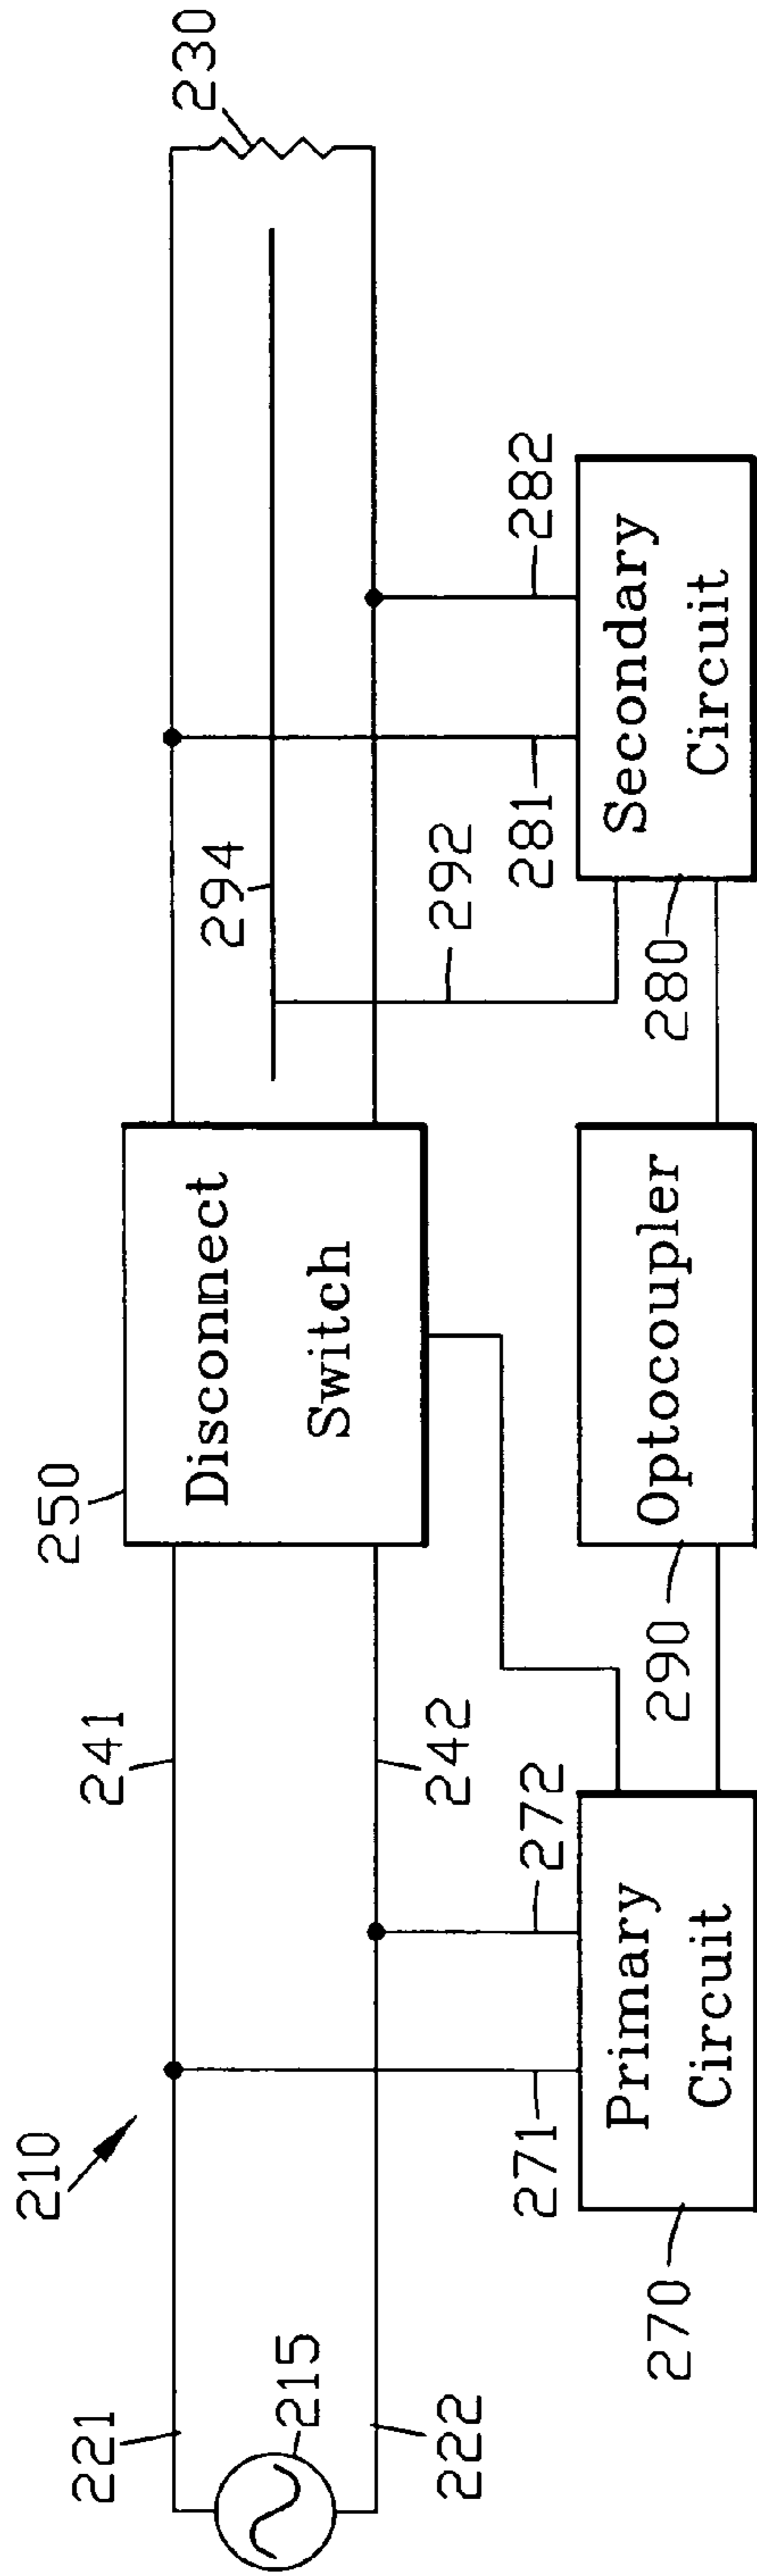 210
221
215
222
241
242
250
Disconnect
Switch
294
230
271
272
292
281
282
270
Primary
Circuit
290
Optocoupler
280
Secondary
Circuit